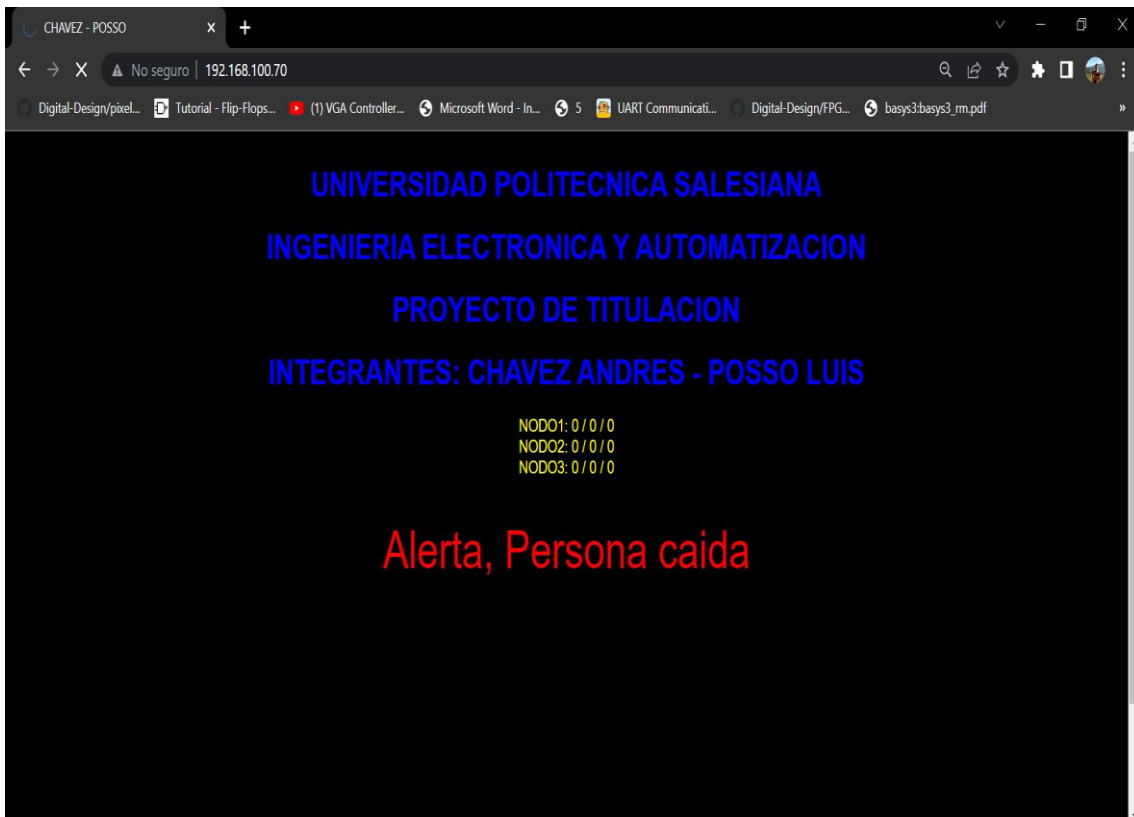 CHAVEZ - POSSO
No seguro | 192.168.100.70
Digital-Design/pixel... Tutorial - Flip-Flops... (1) VGA Controller... Microsoft Word - In... 5 UART Communicati... Digital-Design/FPG... basys3:basys3_rm.pdf »
UNIVERSIDAD POLITECNICA SALESIANA
INGENIERIA ELECTRONICA Y AUTOMATIZACION
PROYECTO DE TITULACION
INTEGRANTES: CHAVEZ ANDRES - POSSO LUIS
NODO1: 0 / 0 / 0
NODO2: 0 / 0 / 0
NODO3: 0 / 0 / 0
Alerta, Persona caida